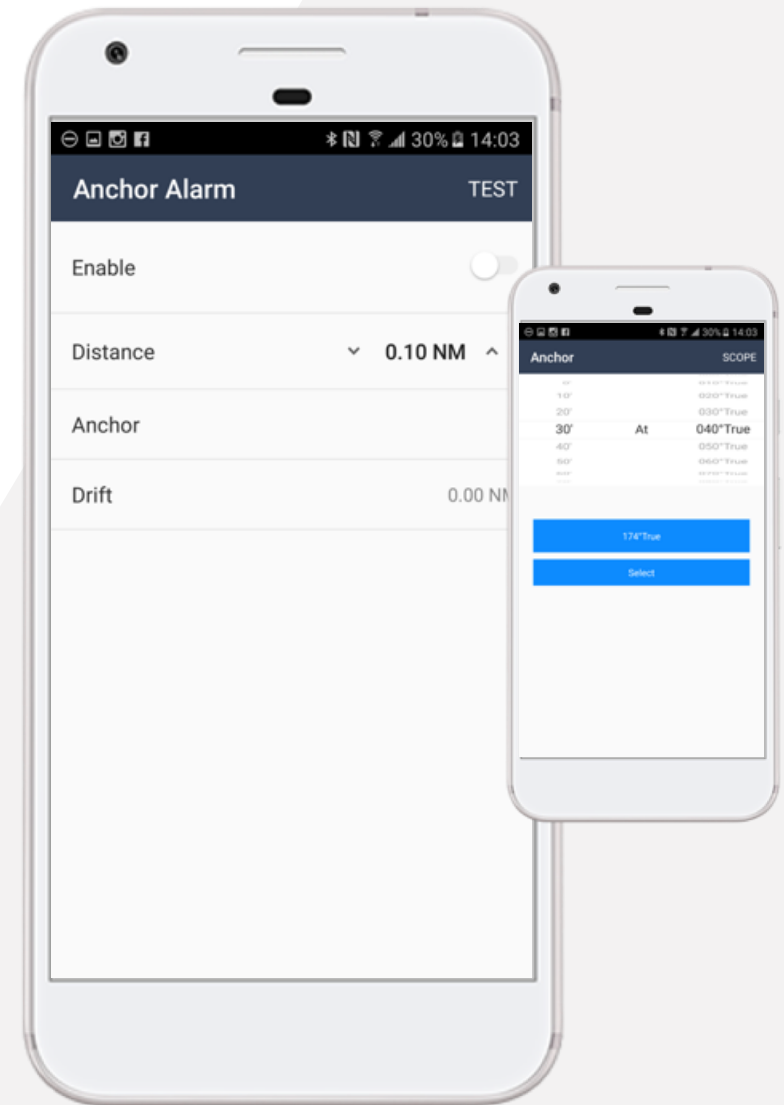 30% 14:03
Anchor Alarm TEST
Enable
Distance 0.10 NM
Anchor
Drift 0.00 NM
30% 14:03
Anchor SCOPE
10' 020°True
20' 030°True
30' At 040°True
40' 050°True
50' 060°True
174°True
Select